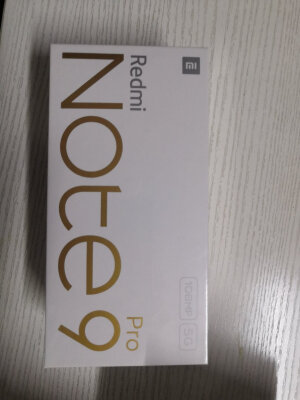 mi
Redmi
Note 9
Pro
108MP 5G